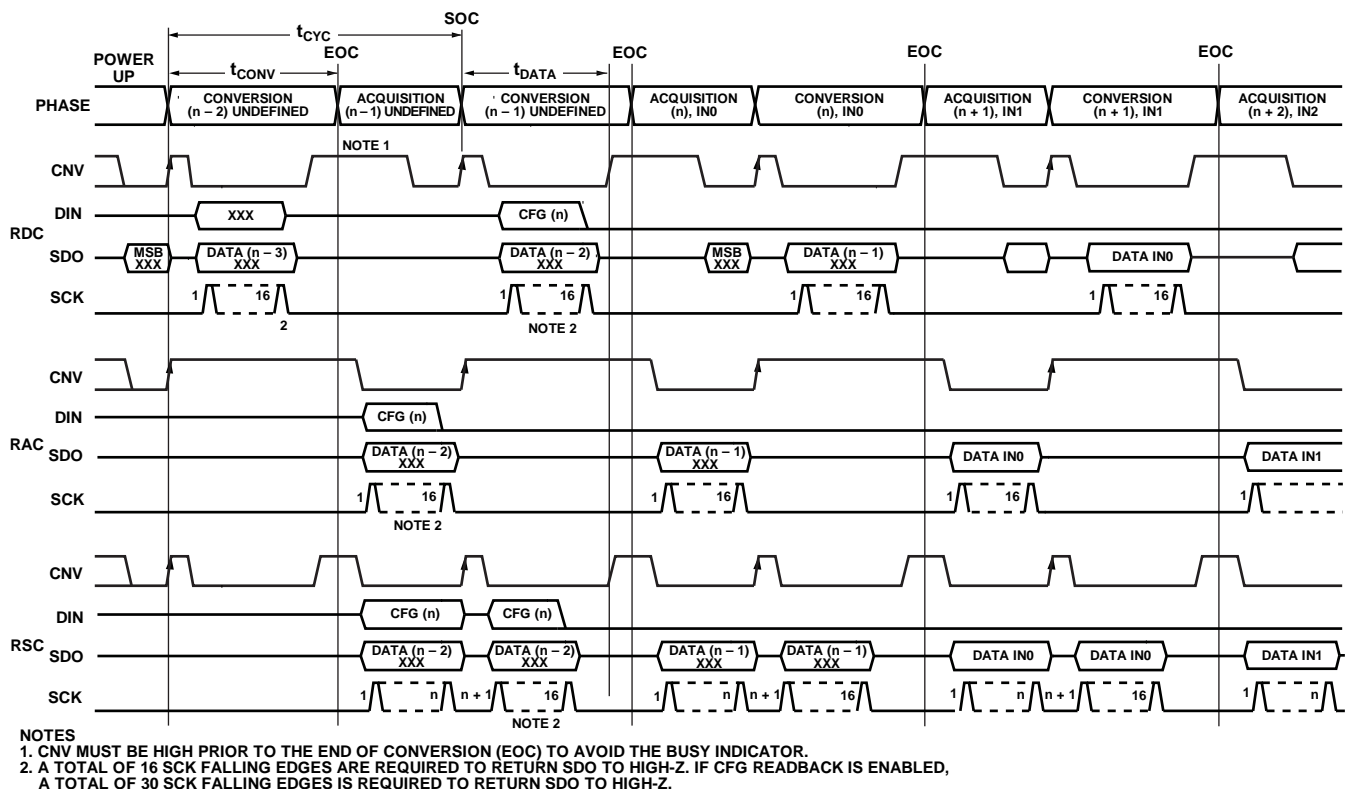 SOC
tCYC
POWER UP
EOC
EOC
EOC
EOC
tCONV
tDATA
PHASE
CONVERSION (n – 2) UNDEFINED
ACQUISITION (n – 1) UNDEFINED
CONVERSION (n – 1) UNDEFINED
ACQUISITION (n), IN0
CONVERSION (n), IN0
ACQUISITION (n + 1), IN1
CONVERSION (n + 1), IN1
ACQUISITION (n + 2), IN2
NOTE 1
CNV
RDC
DIN
XXX
CFG (n)
SDO
MSB XXX
DATA (n – 3) XXX
DATA (n – 2) XXX
MSB XXX
DATA (n – 1) XXX
DATA IN0
SCK
1 16
1 16
1 16
1 16
2
NOTE 2
CNV
RAC
DIN
CFG (n)
SDO
DATA (n – 2) XXX
DATA (n – 1) XXX
DATA IN0
DATA IN1
SCK
1 16
1 16
1 16
1
NOTE 2
CNV
RSC
DIN
CFG (n)
CFG (n)
SDO
DATA (n – 2) XXX
DATA (n – 2) XXX
DATA (n – 1) XXX
DATA (n – 1) XXX
DATA IN0
DATA IN0
DATA IN1
SCK
1 n n + 1 16
1 n n + 1 16
1 n n + 1 16
1 n
NOTE 2
NOTES
1. CNV MUST BE HIGH PRIOR TO THE END OF CONVERSION (EOC) TO AVOID THE BUSY INDICATOR.
2. A TOTAL OF 16 SCK FALLING EDGES ARE REQUIRED TO RETURN SDO TO HIGH-Z. IF CFG READBACK IS ENABLED,
A TOTAL OF 30 SCK FALLING EDGES IS REQUIRED TO RETURN SDO TO HIGH-Z.